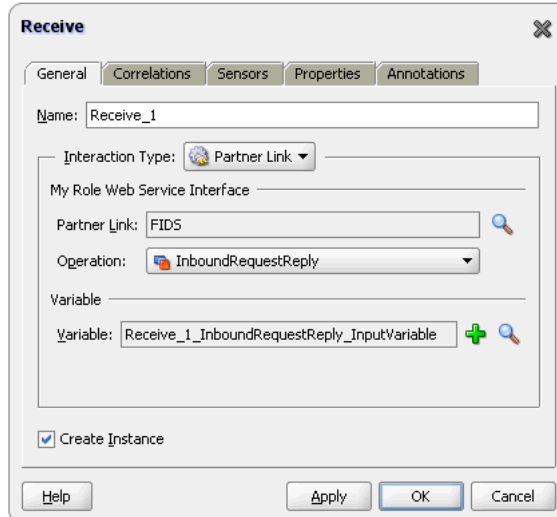 Receive
General Correlations Sensors Properties Annotations
Name: Receive_1
Interaction Type: Partner Link
My Role Web Service Interface
Partner Link: FIDS
Operation: InboundRequestReply
Variable
Variable: Receive_1_InboundRequestReply_InputVariable
Create Instance
Help Apply OK Cancel